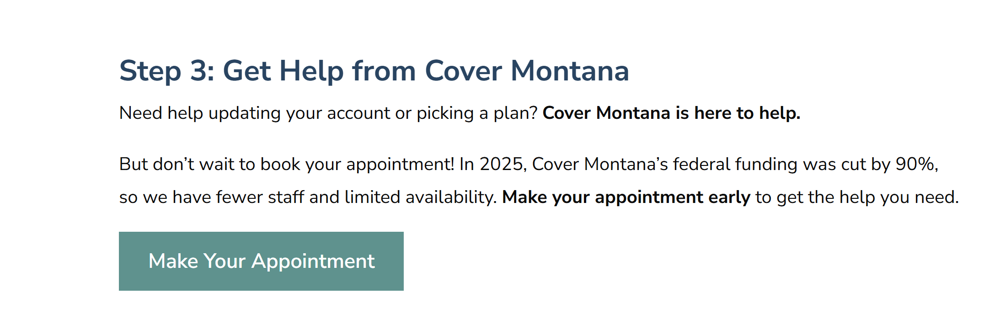 Step 3: Get Help from Cover Montana
Need help updating your account or picking a plan? Cover Montana is here to help.
But don’t wait to book your appointment! In 2025, Cover Montana’s federal funding was cut by 90%,
so we have fewer staff and limited availability. Make your appointment early to get the help you need.
Make Your Appointment